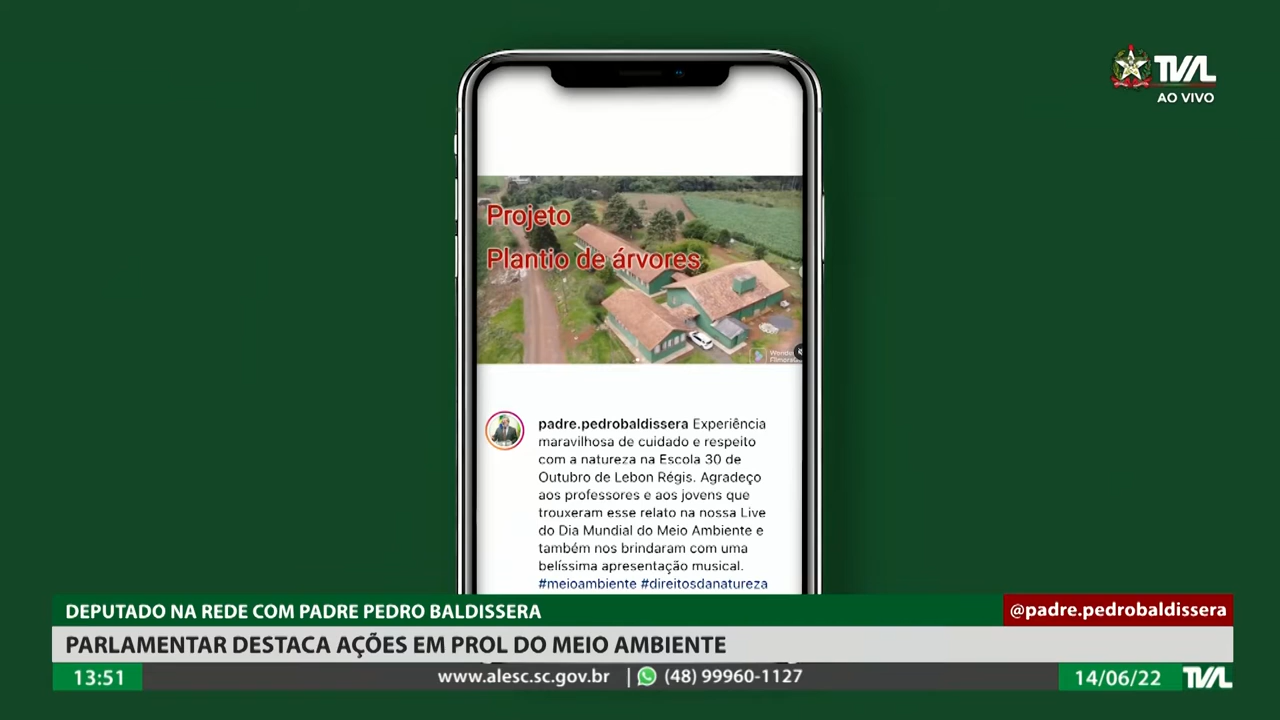 TVAL
AO VIVO
Projeto
Plantio de árvores
padre.pedrobaldissera Experiência
maravilhosa de cuidado e respeito
com a natureza na Escola 30 de
Outubro de Lebon Régis. Agradeço
aos professores e aos jovens que
trouxeram esse relato na nossa Live
do Dia Mundial do Meio Ambiente e
também nos brindaram com uma
belíssima apresentação musical.
#meioambiente #direitosdanatureza
DEPUTADO NA REDE COM PADRE PEDRO BALDISSERA
@padre.pedrobaldissera
PARLAMENTAR DESTACA AÇÕES EM PROL DO MEIO AMBIENTE
13:51
www.alesc.sc.gov.br | (48) 99960-1127
14/06/22
TVAL